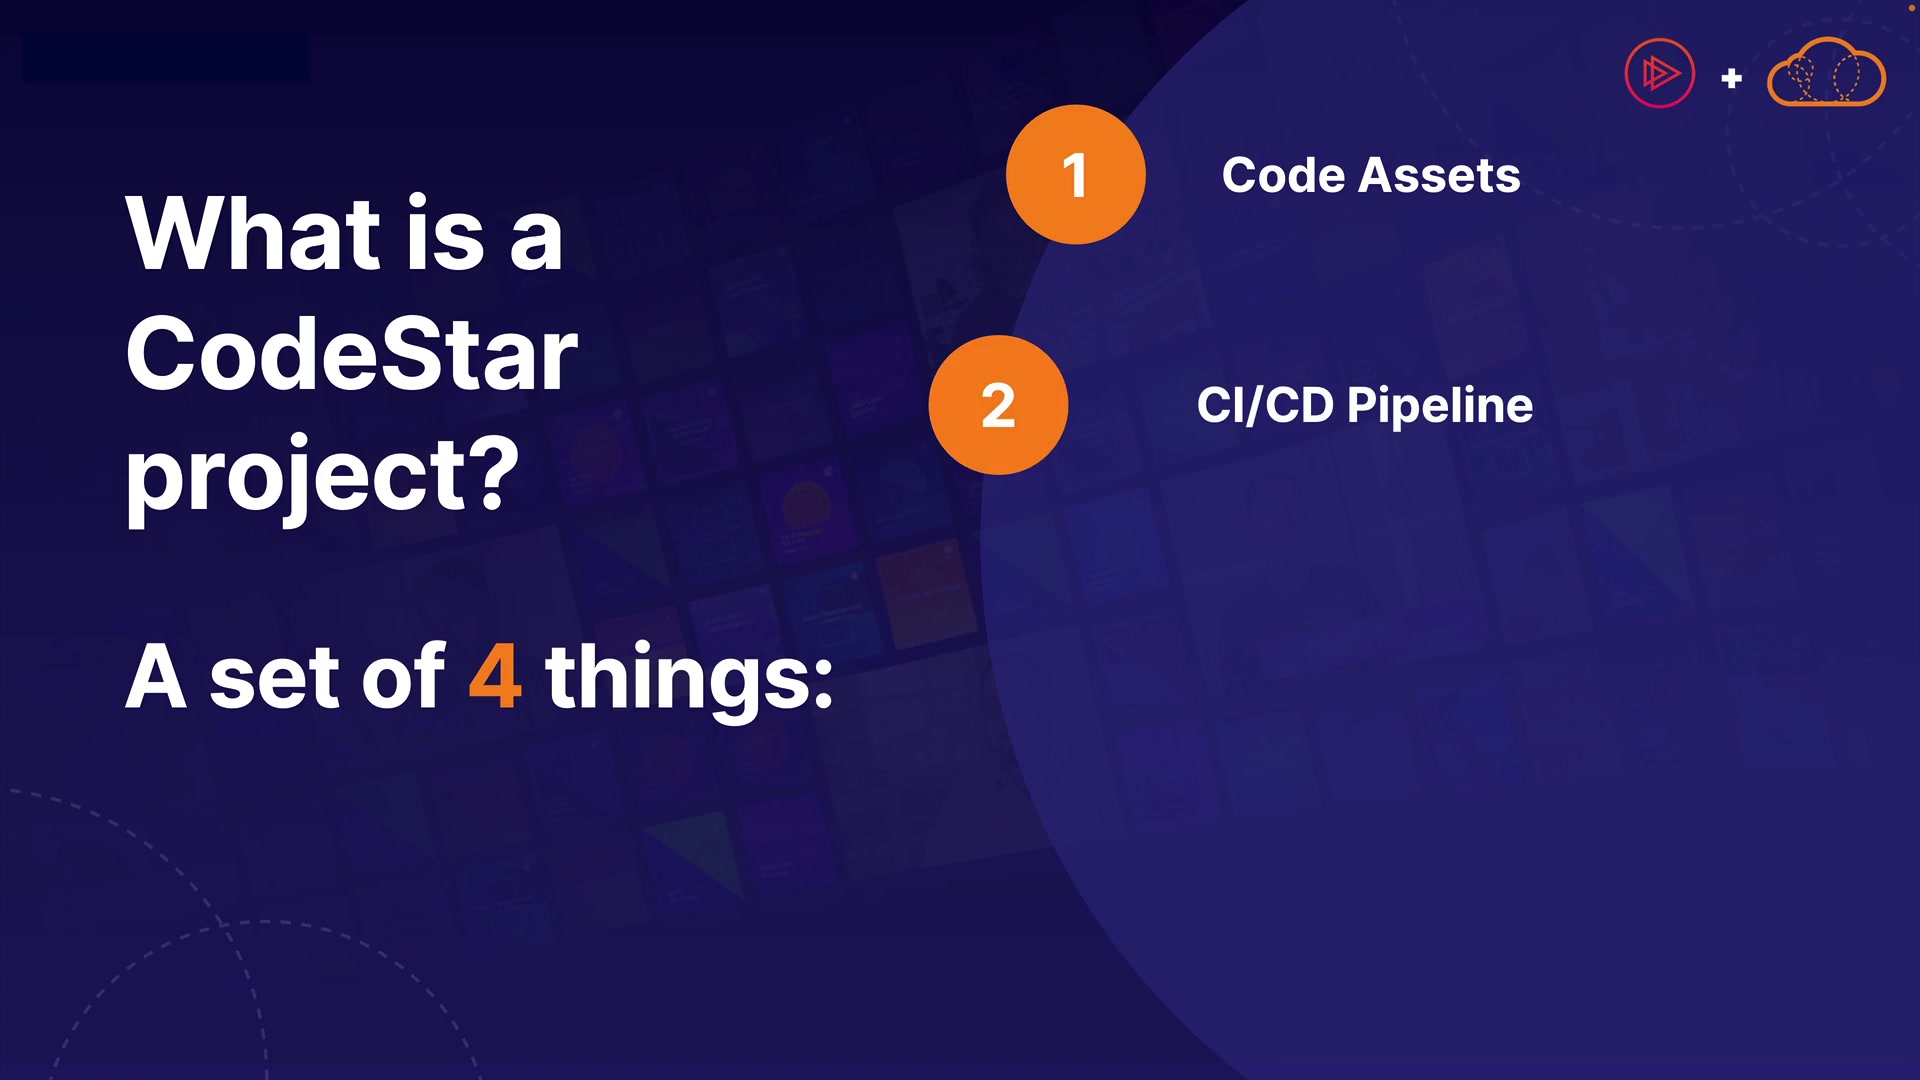 What is a
CodeStar
project?
A set of 4 things:
1
Code Assets
2
CI/CD Pipeline
+